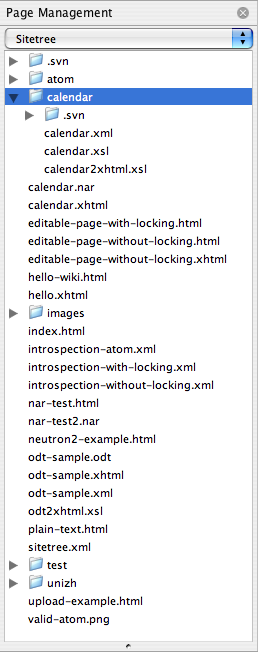 Page Management
Sitetree
.svn
atom
calendar
.svn
calendar.xml
calendar.xsl
calendar2xhtml.xsl
calendar.nar
calendar.xhtml
editable-page-with-locking.html
editable-page-without-locking.html
editable-page-without-locking.xhtml
hello-wiki.html
hello.xhtml
images
index.html
introspection-atom.xml
introspection-with-locking.xml
introspection-without-locking.xml
nar-test.html
nar-test2.nar
neutron2-example.html
odt-sample.odt
odt-sample.xhtml
odt-sample.xml
odt2xhtml.xsl
plain-text.html
sitetree.xml
test
unizh
upload-example.html
valid-atom.png